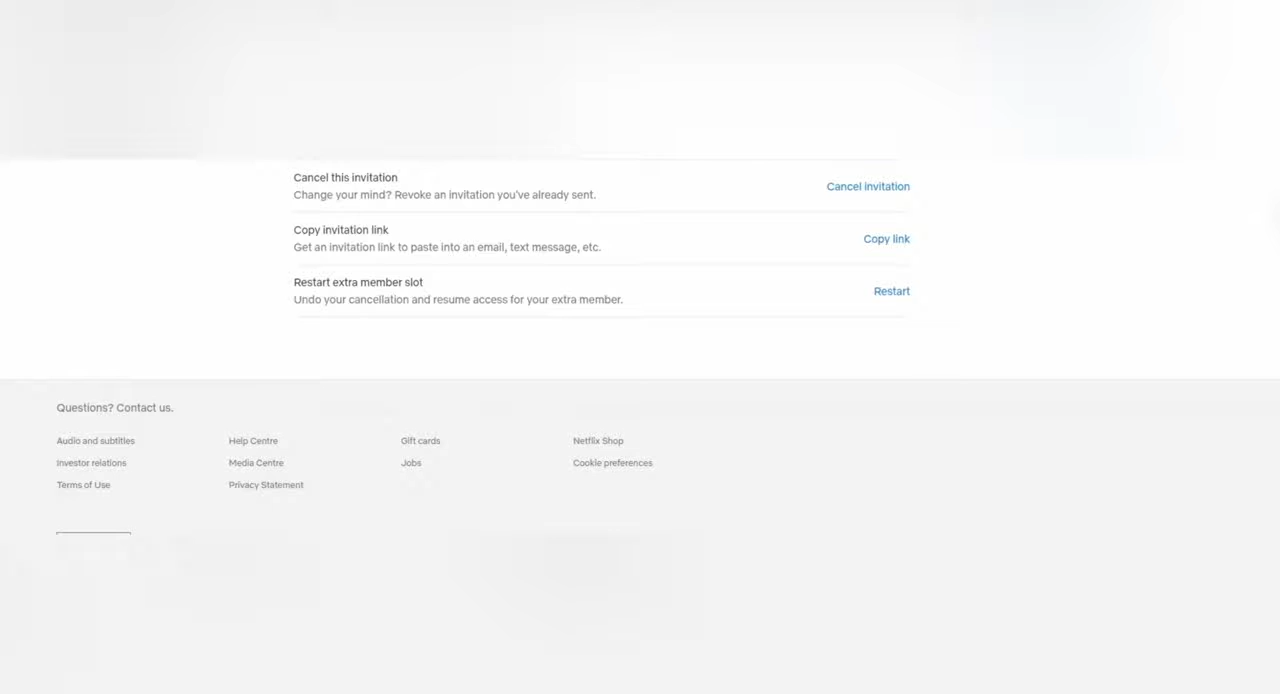 Cancel this invitation
Change your mind? Revoke an invitation you've already sent.
Cancel invitation
Copy invitation link
Get an invitation link to paste into an email, text message, etc.
Copy link
Restart extra member slot
Undo your cancellation and resume access for your extra member.
Restart
Questions? Contact us.
Audio and subtitles
Help Centre
Gift cards
Netflix Shop
Investor relations
Media Centre
Jobs
Cookie preferences
Terms of Use
Privacy Statement